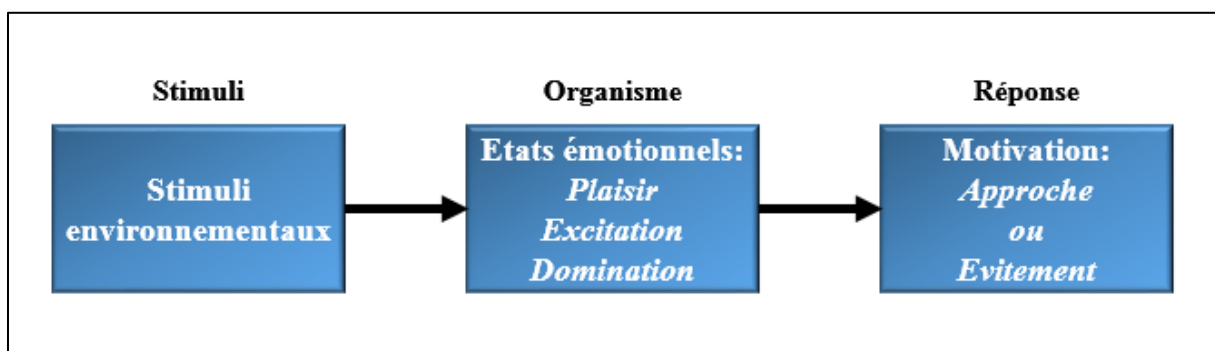 Stimuli
Organisme
Réponse
Stimuli
environnementaux
Etats émotionnels:
Plaisir
Excitation
Domination
Motivation:
Approche
ou
Evitement